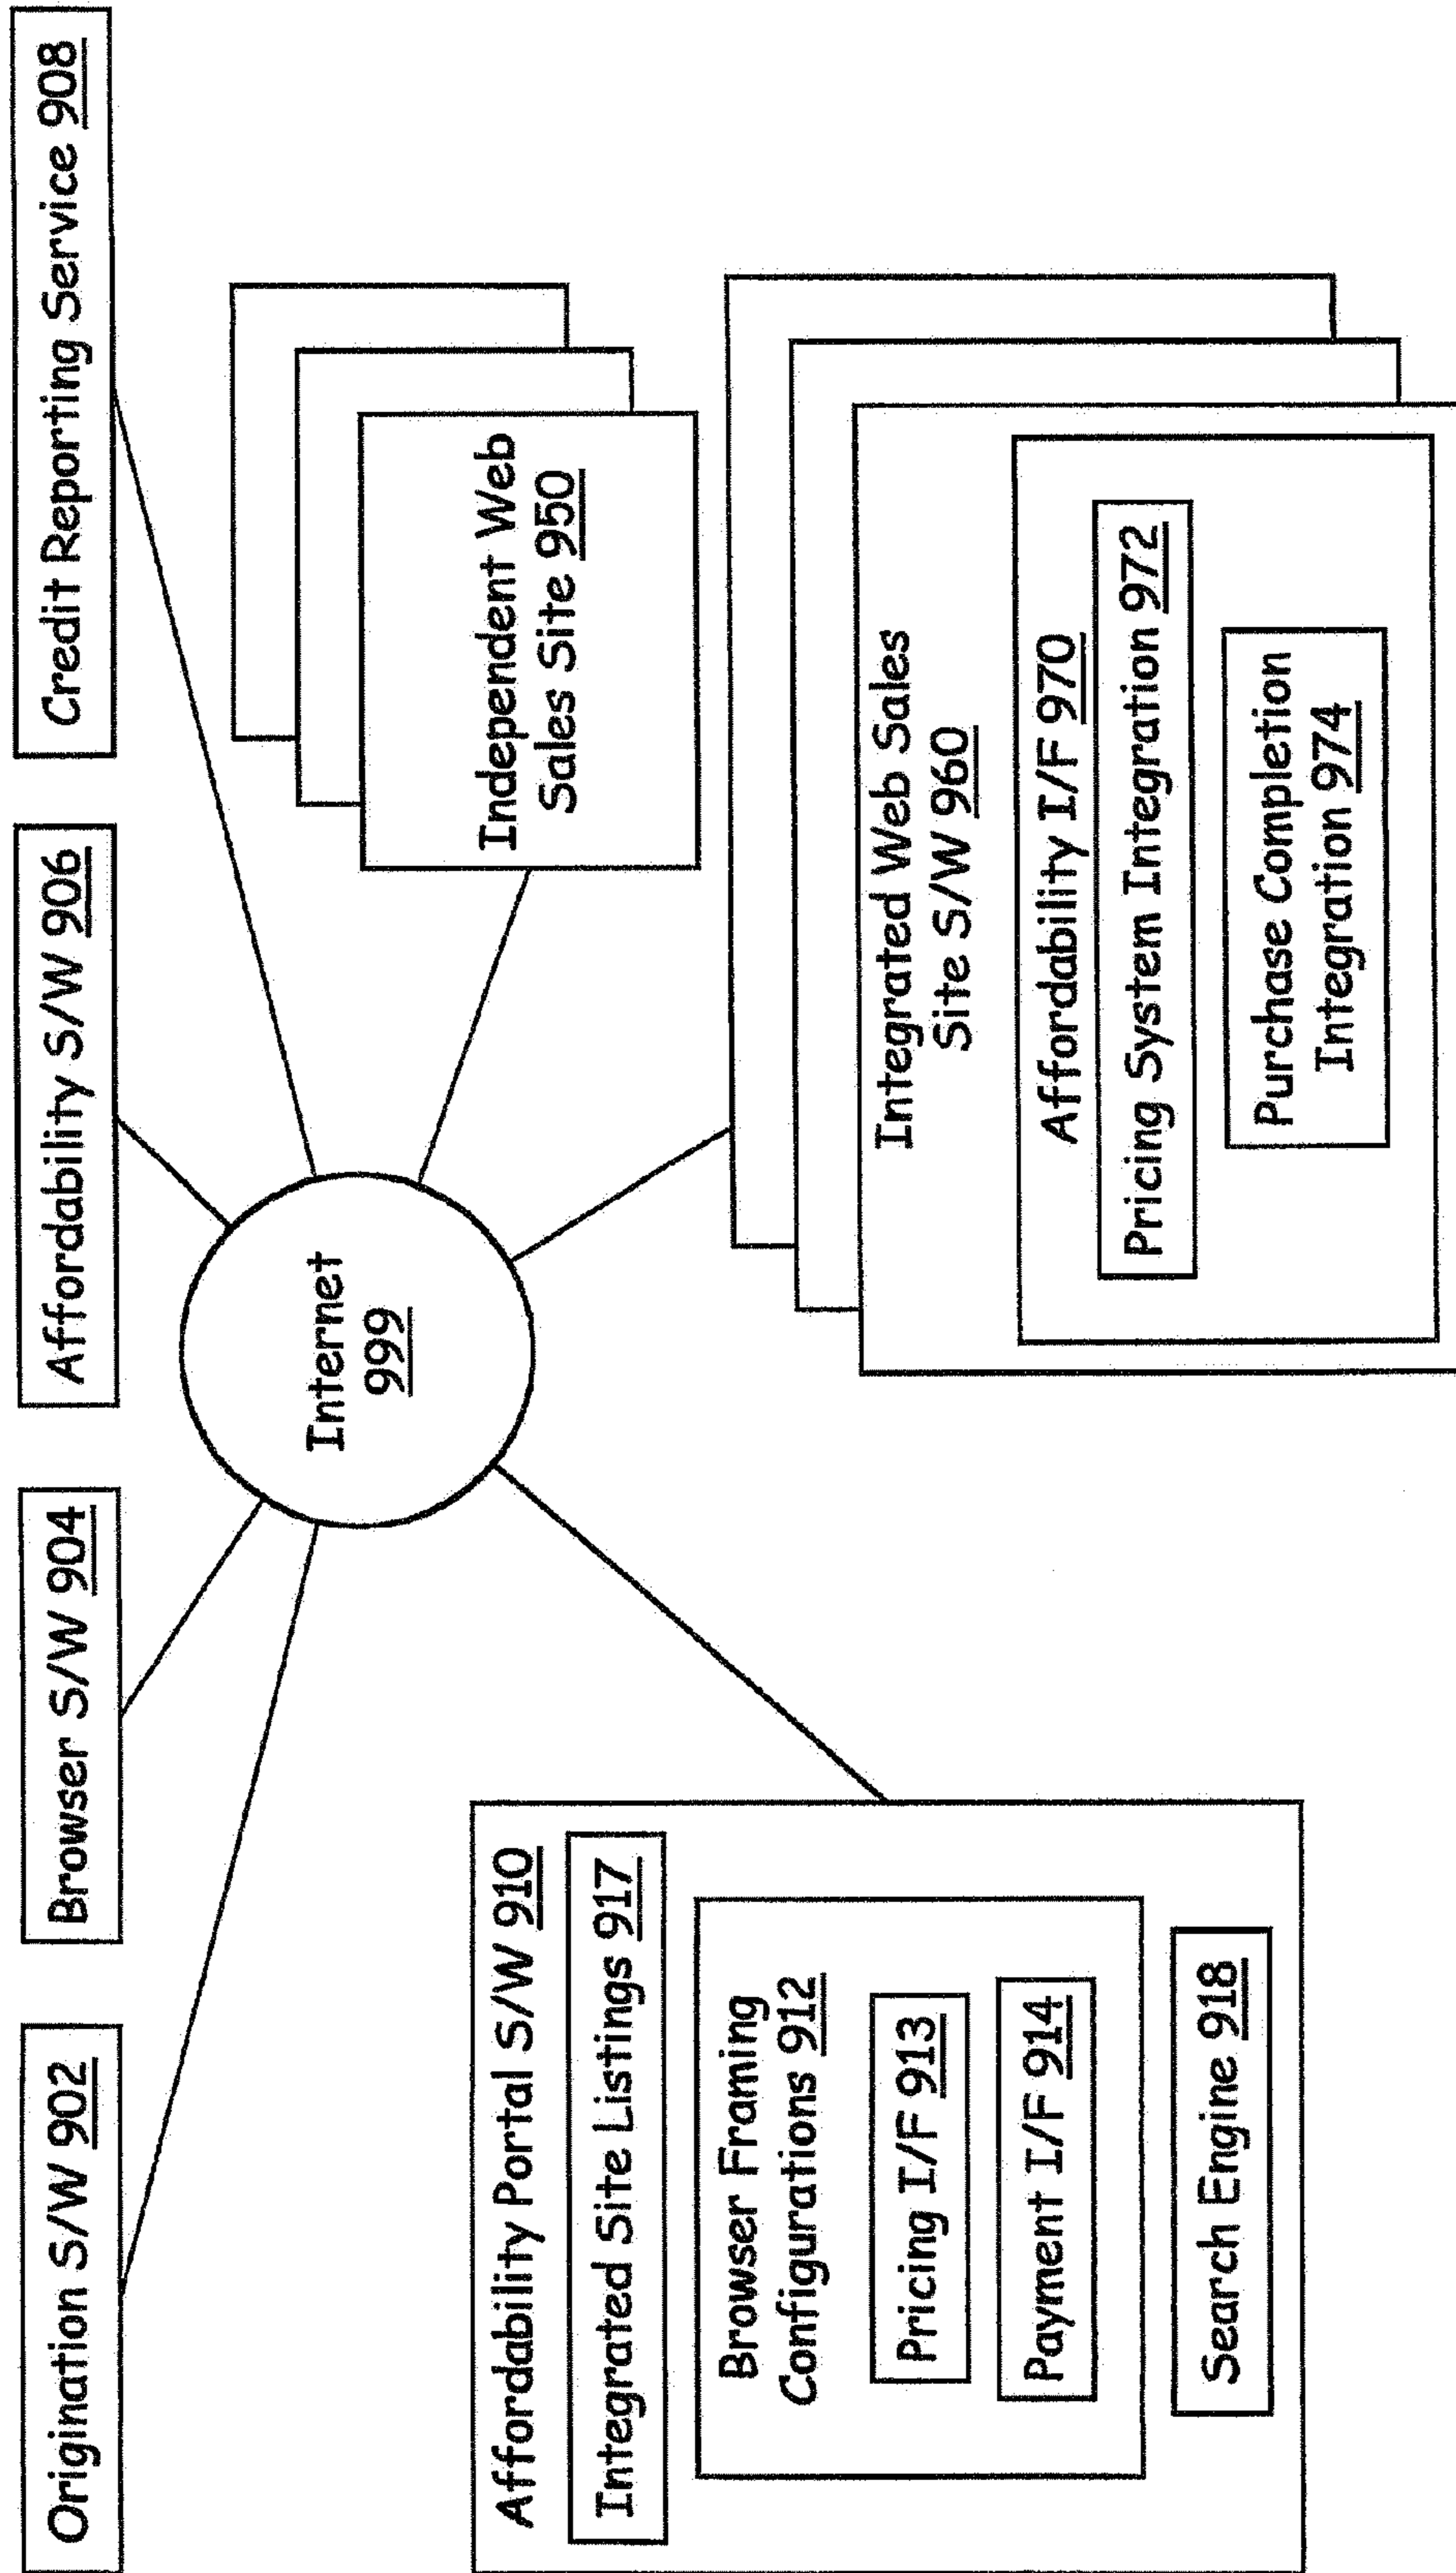 Origination S/W 902
Browser S/W 904
Affordability S/W 906
Credit Reporting Service 908
Internet
999
Independent Web
Sales Site 950
Affordability Portal S/W 910
Integrated Site Listings 917
Browser Framing
Configurations 912
Pricing I/F 913
Payment I/F 914
Search Engine 918
Integrated Web Sales
Site S/W 960
Affordability I/F 970
Pricing System Integration 972
Purchase Completion
Integration 974